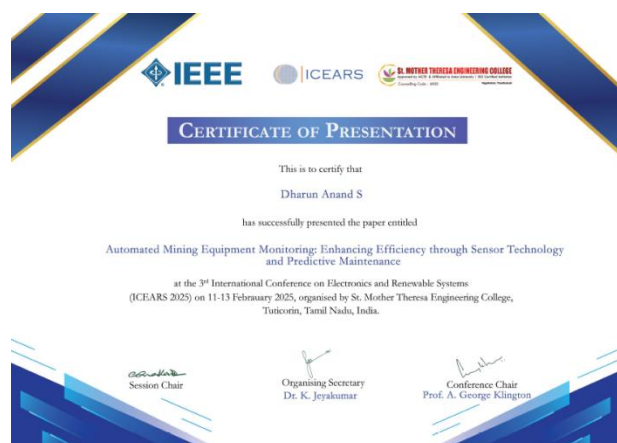 IEEE
ICEARS
St. MOTHER THERESA ENGINEERING COLLEGE
CERTIFICATE OF PRESENTATION
This is to certify that
Dharun Anand S
has successfully presented the paper entitled
Automated Mining Equipment Monitoring: Enhancing Efficiency through Sensor Technology
and Predictive Maintenance
at the 3rd International Conference on Electronics and Renewable Systems
(ICEARS 2025) on 11-13 Febrauary 2025, organised by St. Mother Theresa Engineering College,
Tuticorin, Tamil Nadu, India.
Session Chair
Organising Secretary
Dr. K. Jeyakumar
Conference Chair
Prof. A. George Klington